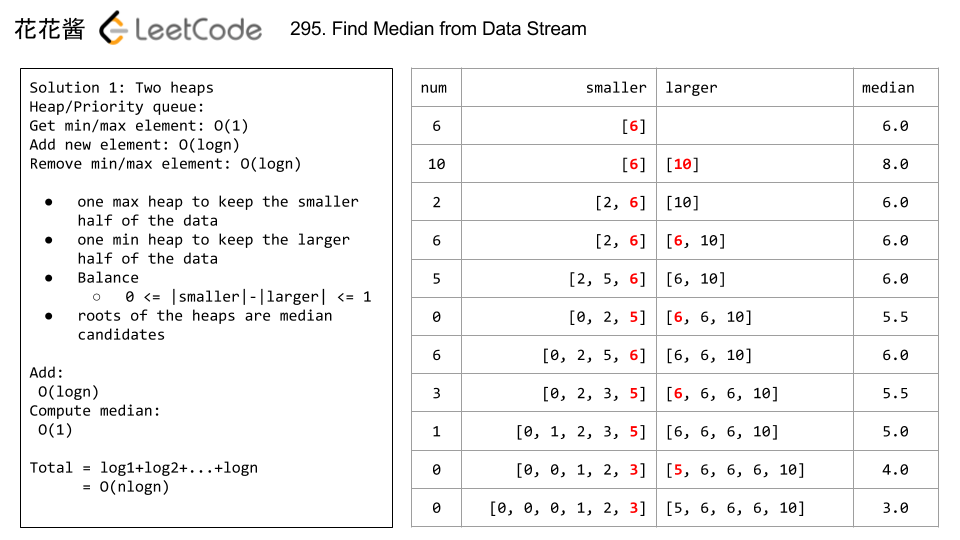 花花酱 LeetCode 295. Find Median from Data Stream
Solution 1: Two heaps
Heap/Priority queue:
Get min/max element: O(1)
Add new element: O(logn)
Remove min/max element: O(logn)
● one max heap to keep the smaller
half of the data
● one min heap to keep the larger
half of the data
● Balance
○ 0 <= |smaller|-|larger| <= 1
● roots of the heaps are median
candidates
Add:
O(logn)
Compute median:
O(1)
Total = log1+log2+...+logn
= O(nlogn)
num smaller larger median
6 [6] 6.0
10 [6] [10] 8.0
2 [2, 6] [10] 6.0
6 [2, 6] [6, 10] 6.0
5 [2, 5, 6] [6, 10] 6.0
0 [0, 2, 5] [6, 6, 10] 5.5
6 [0, 2, 5, 6] [6, 6, 10] 6.0
3 [0, 2, 3, 5] [6, 6, 6, 10] 5.5
1 [0, 1, 2, 3, 5] [6, 6, 6, 10] 5.0
0 [0, 0, 1, 2, 3] [5, 6, 6, 6, 10] 4.0
0 [0, 0, 0, 1, 2, 3] [5, 6, 6, 6, 10] 3.0